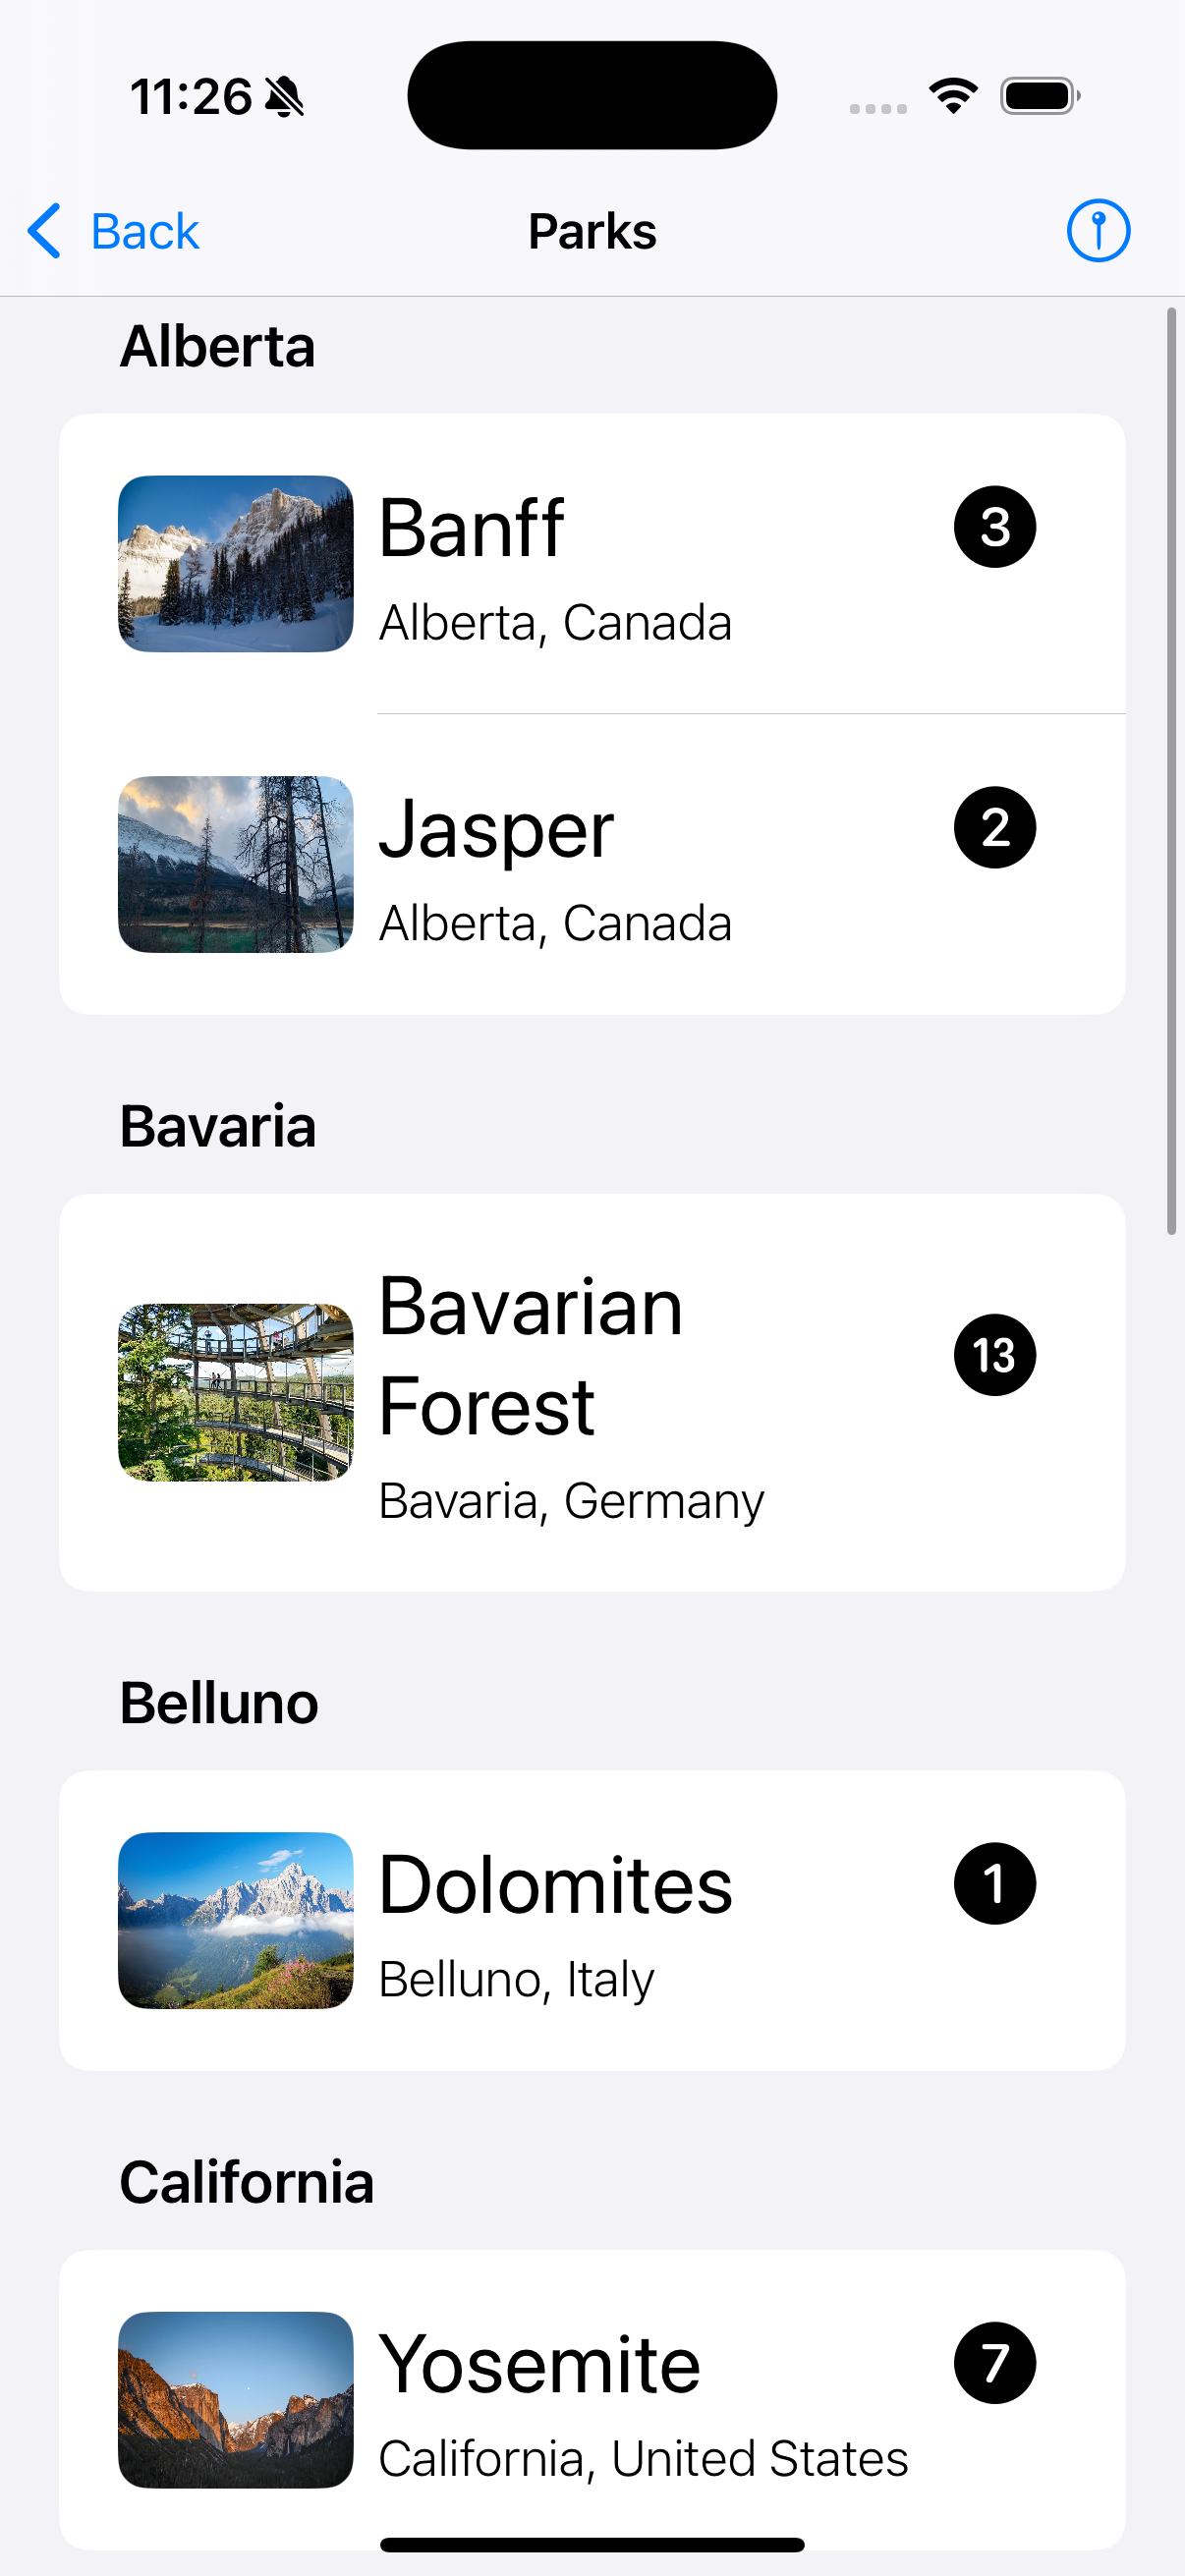 11:26
Back
Parks
Alberta
Banff
3
Alberta, Canada
Jasper
2
Alberta, Canada
Bavaria
Bavarian
Forest
13
Bavaria, Germany
Belluno
Dolomites
1
Belluno, Italy
California
Yosemite
7
California, United States